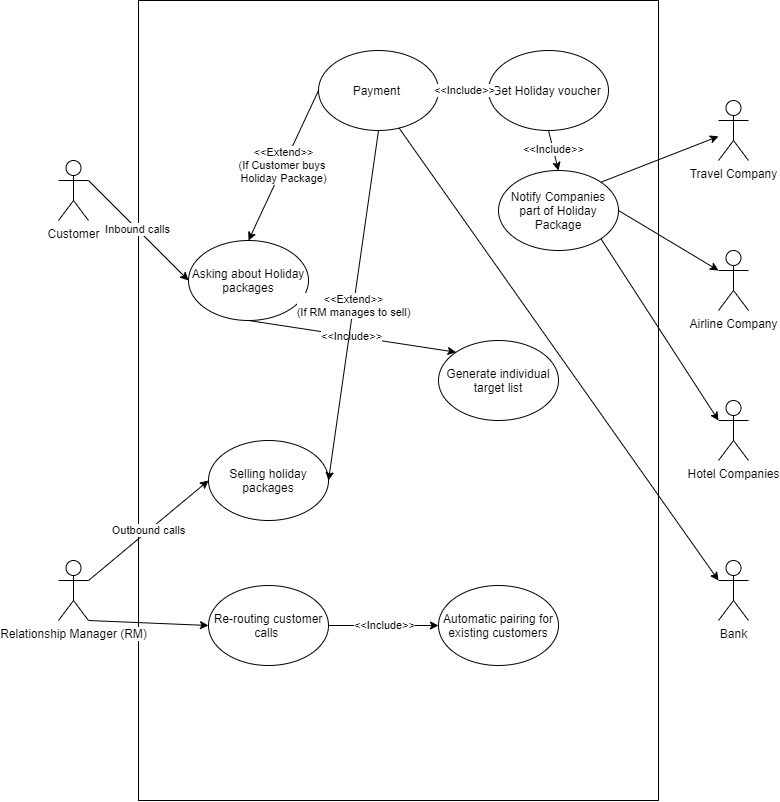 Payment
<<Include>>
Get Holiday voucher
<<Extend>>
(If Customer buys
Holiday Package)
<<Include>>
Travel Company
Customer
Inbound calls
Notify Companies
part of Holiday
Package
Asking about Holiday
packages
<<Extend>>
(If RM manages to sell)
<<Include>>
Airline Company
Generate individual
target list
Selling holiday
packages
Hotel Companies
Outbound calls
Relationship Manager (RM)
Re-routing customer
calls
<<Include>>
Automatic pairing for
existing customers
Bank